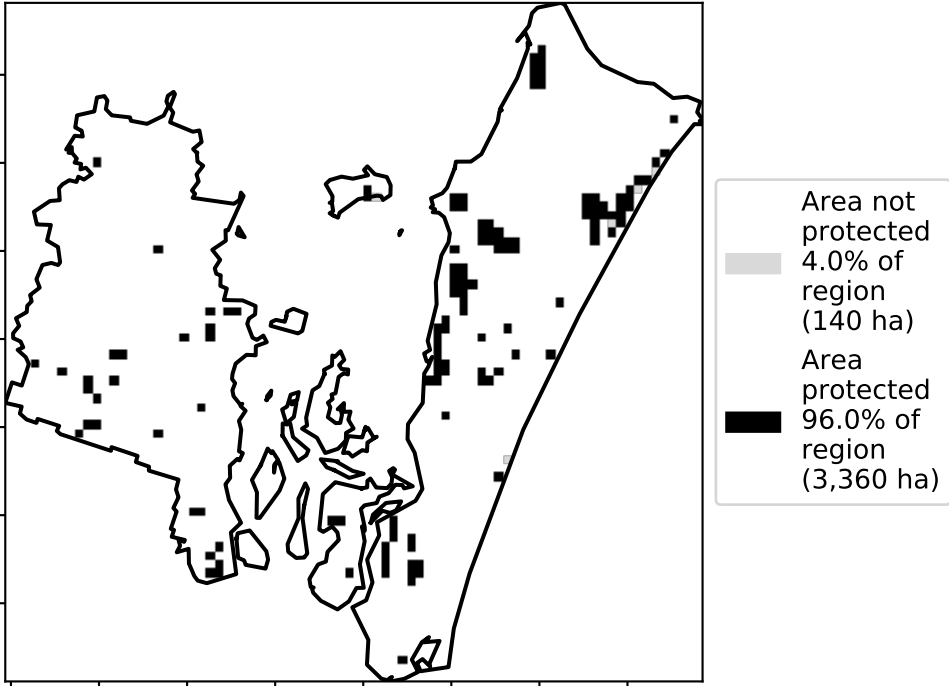 Area not
protected
4.0% of
region
(140 ha)
Area
protected
96.0% of
region
(3,360 ha)